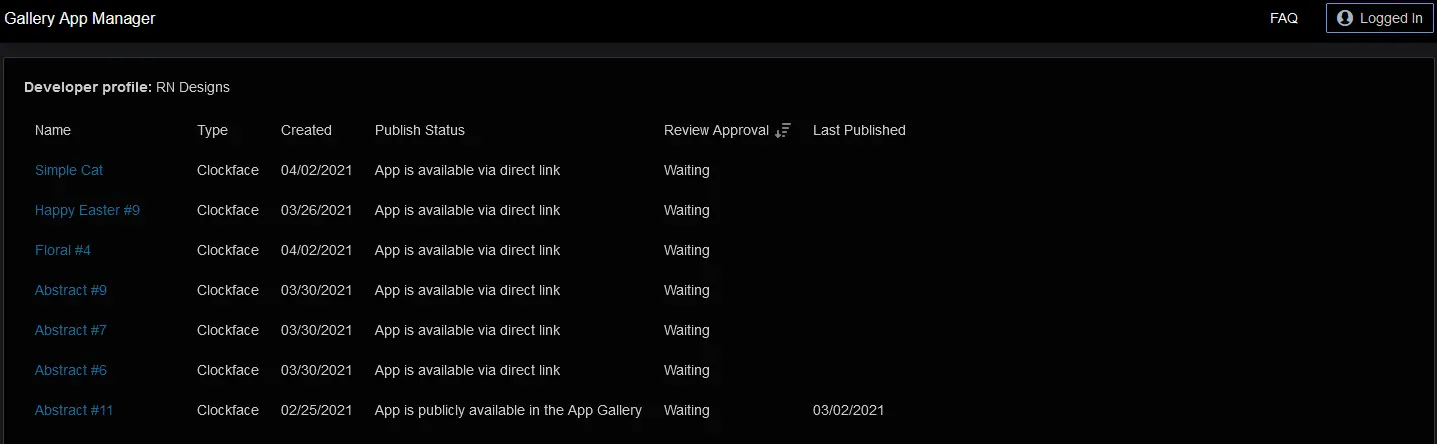 Gallery App Manager FAQ Logged In
Developer profile: RN Designs
Name Type Created Publish Status Review Approval Last Published
Simple Cat Clockface 04/02/2021 App is available via direct link Waiting
Happy Easter #9 Clockface 03/26/2021 App is available via direct link Waiting
Floral #4 Clockface 04/02/2021 App is available via direct link Waiting
Abstract #9 Clockface 03/30/2021 App is available via direct link Waiting
Abstract #7 Clockface 03/30/2021 App is available via direct link Waiting
Abstract #6 Clockface 03/30/2021 App is available via direct link Waiting
Abstract #11 Clockface 02/25/2021 App is publicly available in the App Gallery Waiting 03/02/2021